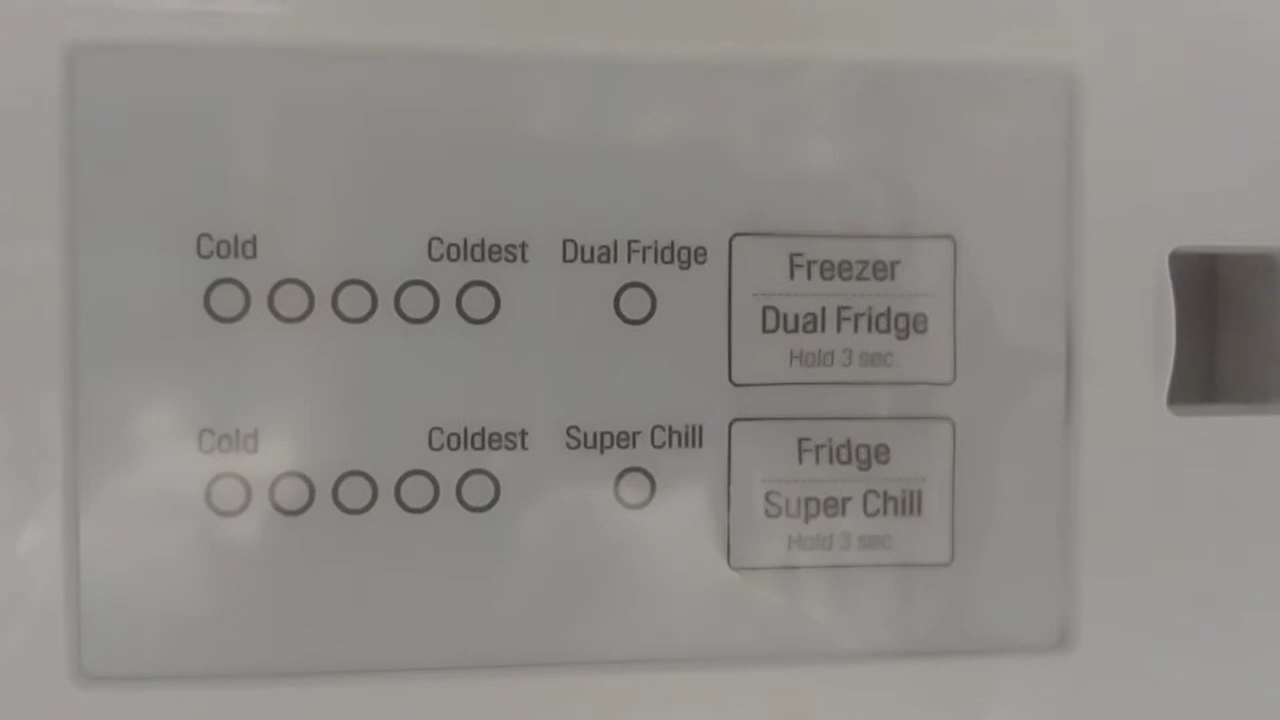 Cold Coldest Dual Fridge
Freezer
Dual Fridge
Hold 3 sec.
Cold Coldest Super Chill
Fridge
Super Chill
Hold 3 sec.